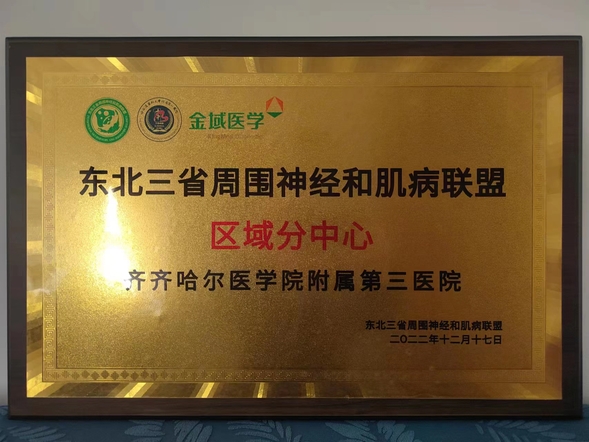 金域医学
东北三省周围神经和肌病联盟
区域分中心
齐齐哈尔医学院附属第三医院
东北三省周围神经和肌病联盟
二〇二二年十二月十七日